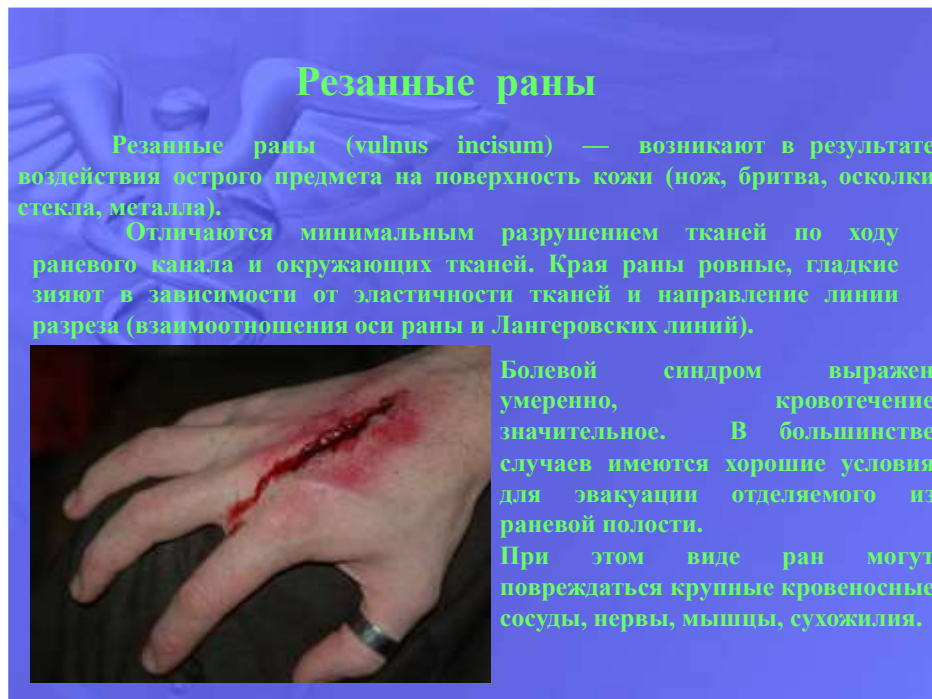 Резанные раны
Резанные раны (vulnus incisum) — возникают в результате
воздействия острого предмета на поверхность кожи (нож, бритва, осколки
стекла, металла).
Отличаются минимальным разрушением тканей по ходу
раневого канала и окружающих тканей. Края раны ровные, гладкие
зияют в зависимости от эластичности тканей и направление линии
разреза (взаимоотношения оси раны и Лангеровских линий).
Болевой синдром выражен
умеренно, кровотечение
значительное. В большинстве
случаев имеются хорошие условия
для эвакуации отделяемого из
раневой полости.
При этом виде ран могут
повреждаться крупные кровеносные
сосуды, нервы, мышцы, сухожилия.